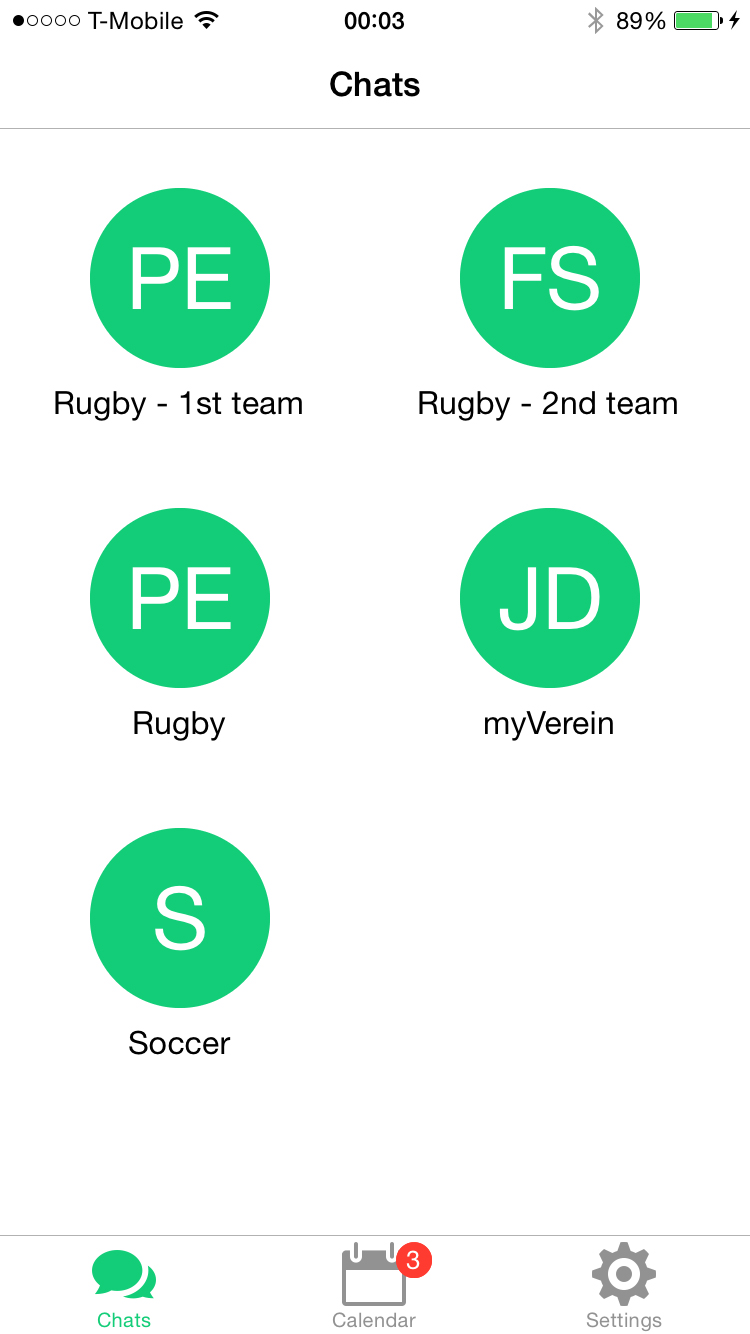 T-Mobile 00:03 89%
Chats
PE FS
Rugby - 1st team Rugby - 2nd team
PE JD
Rugby myVerein
S
Soccer
3
Chats Calendar Settings